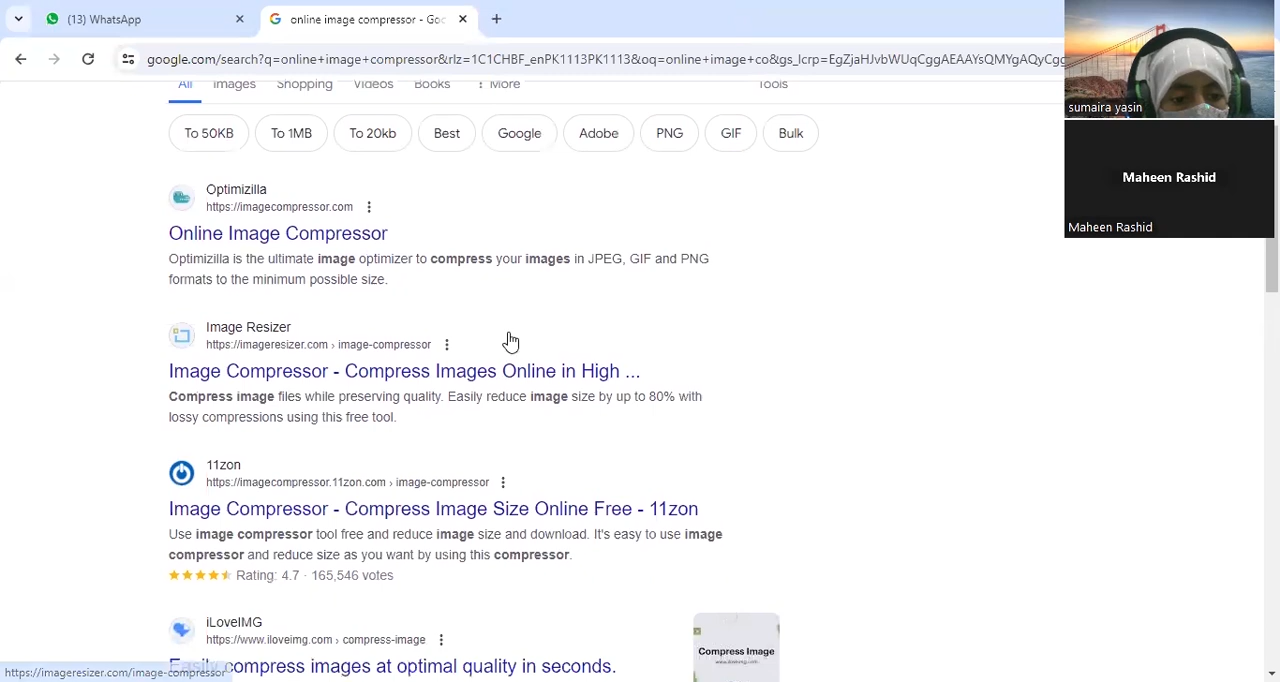 (13) WhatsApp
online image compressor - Goo
google.com/search?q=online+image+compressor&rlz=1C1CHBF_enPK1113PK1113&oq=online+image+co&gs_lcrp=EgZjaHJvbWUqCggAEAAYsQMYgAQyCgg
sumaira yasin
Maheen Rashid
Maheen Rashid
All Images Shopping Videos Books More Tools
To 50KB To 1MB To 20kb Best Google Adobe PNG GIF Bulk
Optimizilla
https://imagecompressor.com
Online Image Compressor
Optimizilla is the ultimate image optimizer to compress your images in JPEG, GIF and PNG
formats to the minimum possible size.
Image Resizer
https://imageresizer.com › image-compressor
Image Compressor - Compress Images Online in High ...
Compress image files while preserving quality. Easily reduce image size by up to 80% with
lossy compressions using this free tool.
11zon
https://imagecompressor.11zon.com › image-compressor
Image Compressor - Compress Image Size Online Free - 11zon
Use image compressor tool free and reduce image size and download. It's easy to use image
compressor and reduce size as you want by using this compressor.
Rating: 4.7 · 165,546 votes
iLoveIMG
https://www.iloveimg.com › compress-image
Easily compress images at optimal quality in seconds.
Compress Image
www.iloveimg.com
https://imageresizer.com/image-compressor